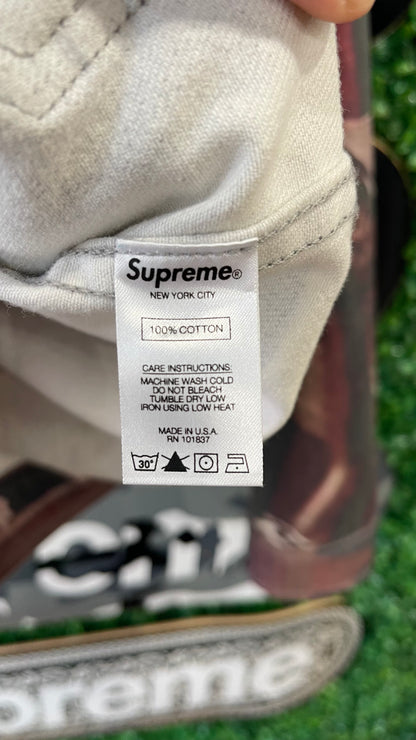 Supreme®
NEW YORK CITY
100% COTTON
CARE INSTRUCTIONS:
MACHINE WASH COLD
DO NOT BLEACH
TUMBLE DRY LOW
IRON USING LOW HEAT
MADE IN U.S.A.
RN 101837
30°
preme